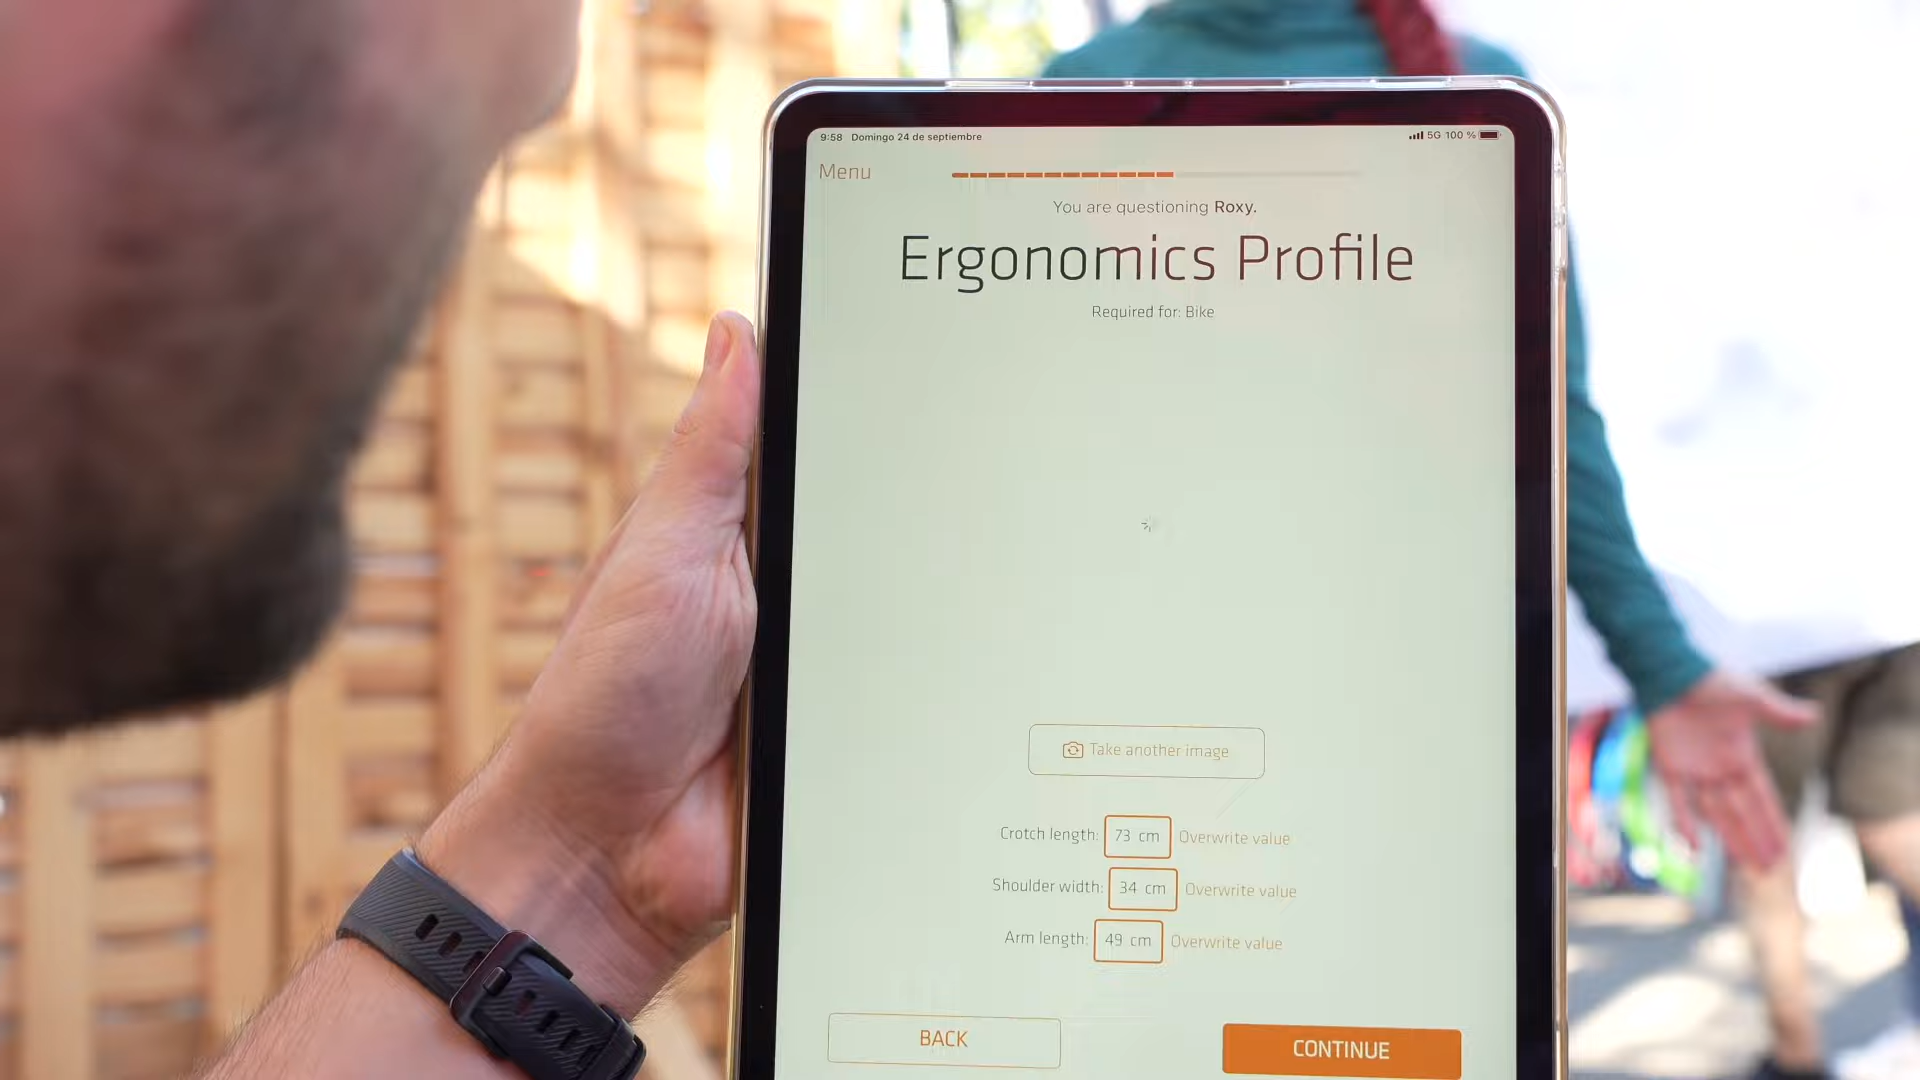 9:58 Domingo 24 de septiembre 5G 100 %
Menu
You are questioning Roxy.
Ergonomics Profile
Required for: Bike
Take another image
Crotch length: 73 cm Overwrite value
Shoulder width: 34 cm Overwrite value
Arm length: 49 cm Overwrite value
BACK CONTINUE